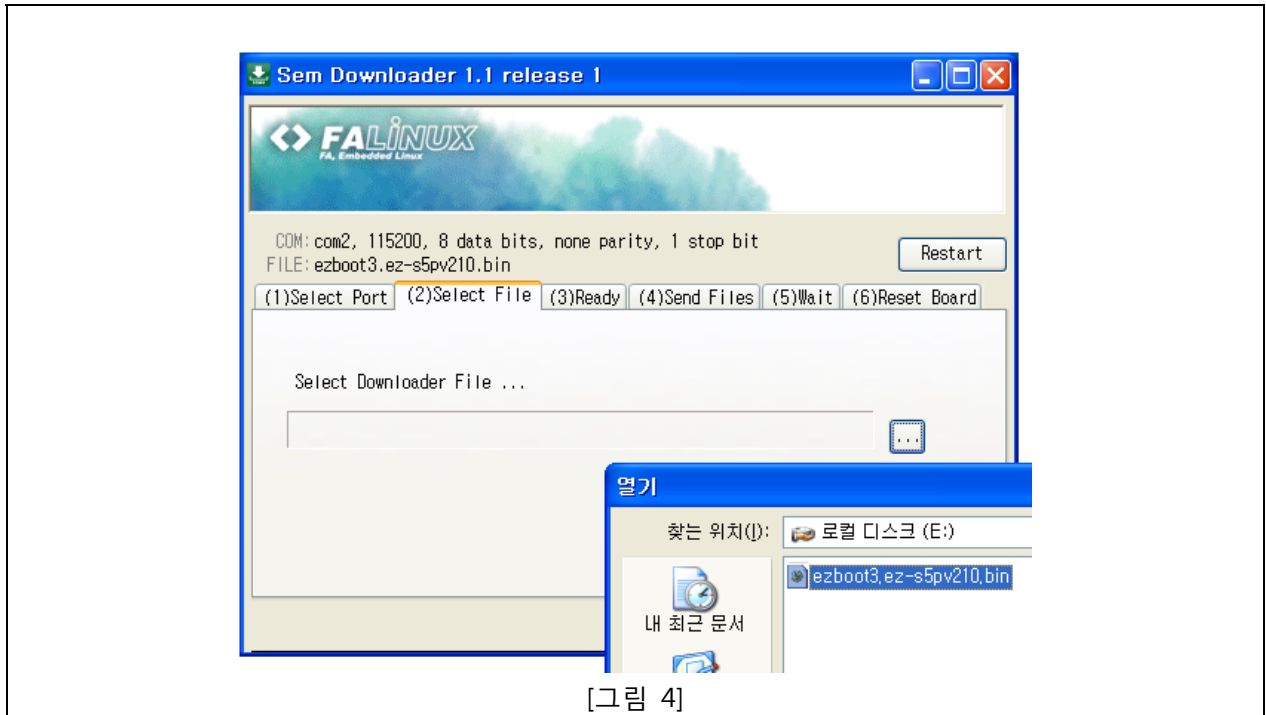 Sem Downloader 1.1 release 1
FALINUX
FA, Embedded Linux
COM: com2, 115200, 8 data bits, none parity, 1 stop bit
FILE: ezboot3.ez-s5pv210.bin
Restart
(1)Select Port (2)Select File (3)Ready (4)Send Files (5)Wait (6)Reset Board
Select Downloader File ...
...
열기
찾는 위치(I): 로컬 디스크 (E:)
ezboot3.ez-s5pv210.bin
내 최근 문서
[그림 4]